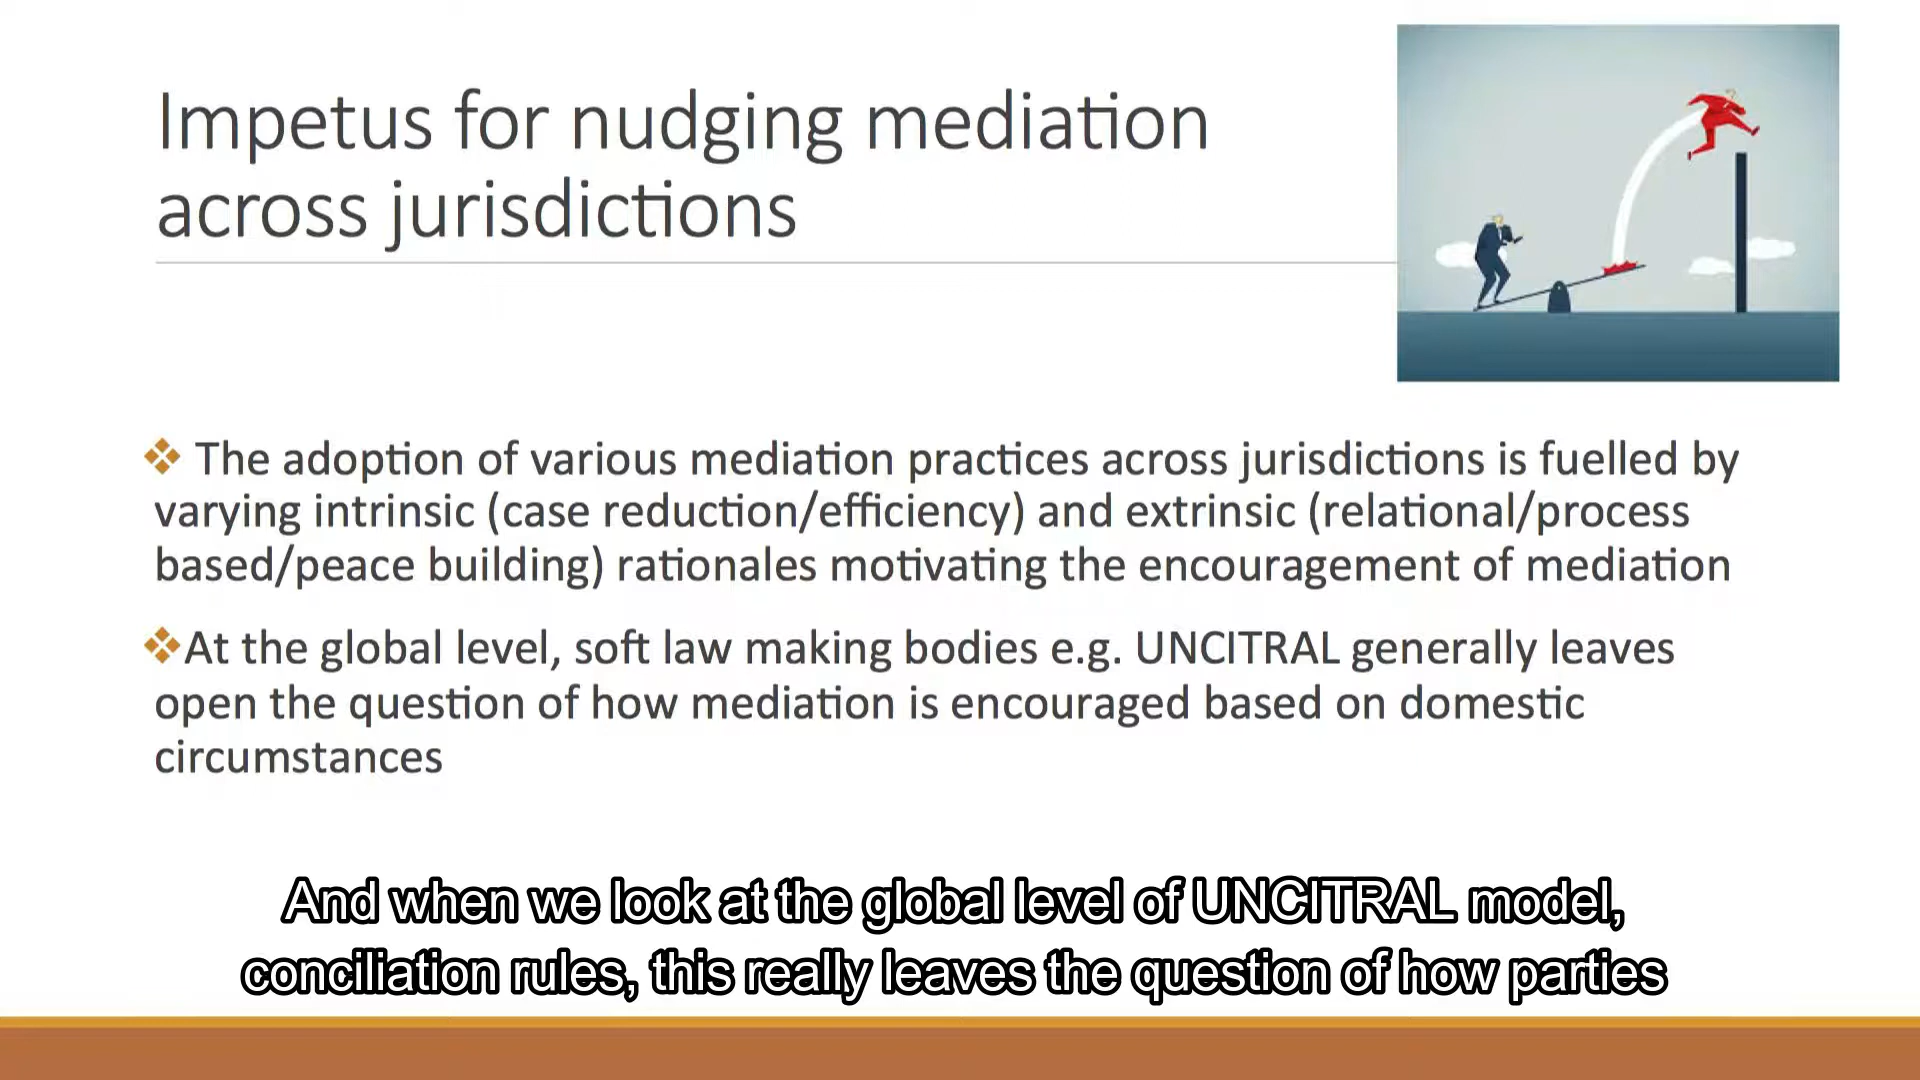 Impetus for nudging mediation
across jurisdictions
❖ The adoption of various mediation practices across jurisdictions is fuelled by
varying intrinsic (case reduction/efficiency) and extrinsic (relational/process
based/peace building) rationales motivating the encouragement of mediation
❖At the global level, soft law making bodies e.g. UNCITRAL generally leaves
open the question of how mediation is encouraged based on domestic
circumstances
And when we look at the global level of UNCITRAL model,
conciliation rules, this really leaves the question of how parties